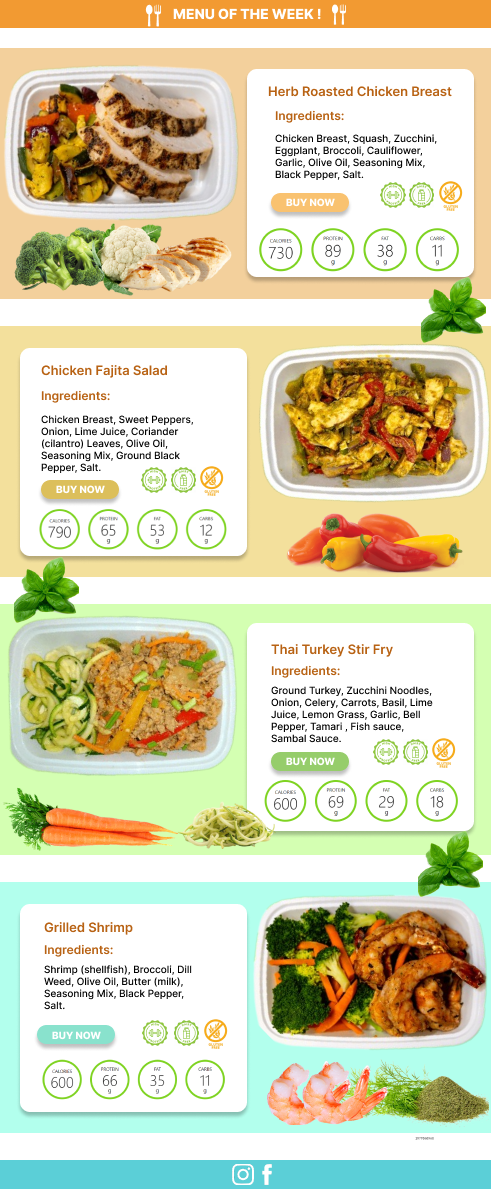 MENU OF THE WEEK !
Herb Roasted Chicken Breast
Ingredients:
Chicken Breast, Squash, Zucchini,
Eggplant, Broccoli, Cauliflower,
Garlic, Olive Oil, Seasoning Mix,
Black Pepper, Salt.
BUY NOW
GLUTEN
FREE
CALORIES
730
PROTEIN
89
g
FAT
38
g
CARBS
11
g
Chicken Fajita Salad
Ingredients:
Chicken Breast, Sweet Peppers,
Onion, Lime Juice, Coriander
(cilantro) Leaves, Olive Oil,
Seasoning Mix, Ground Black
Pepper, Salt.
BUY NOW
GLUTEN
FREE
CALORIES
790
PROTEIN
65
g
FAT
53
g
CARBS
12
g
Thai Turkey Stir Fry
Ingredients:
Ground Turkey, Zucchini Noodles,
Onion, Celery, Carrots, Basil, Lime
Juice, Lemon Grass, Garlic, Bell
Pepper, Tamari , Fish sauce,
Sambal Sauce.
BUY NOW
GLUTEN
FREE
CALORIES
600
PROTEIN
69
g
FAT
29
g
CARBS
18
g
Grilled Shrimp
Ingredients:
Shrimp (shellfish), Broccoli, Dill
Weed, Olive Oil, Butter (milk),
Seasoning Mix, Black Pepper,
Salt.
BUY NOW
GLUTEN
FREE
CALORIES
600
PROTEIN
66
g
FAT
35
g
CARBS
11
g